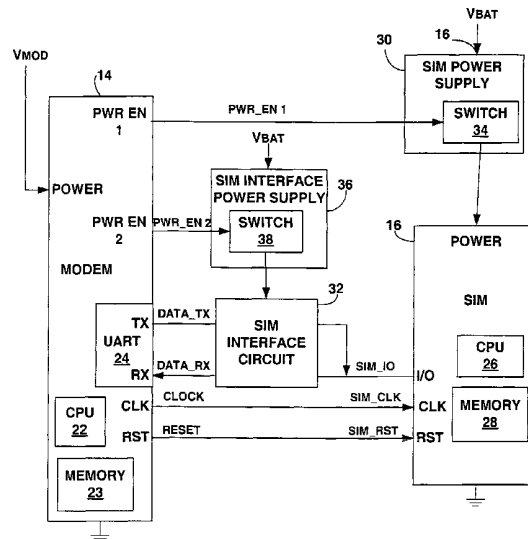 VBAT
16
30
VMOD
14
SIM POWER
SUPPLY
PWR EN
1
PWR_EN 1
SWITCH
34
VBAT
POWER
SIM INTERFACE
POWER SUPPLY
36
16
PWR EN
2
PWR_EN 2
SWITCH
38
POWER
MODEM
32
SIM
TX
DATA_TX
SIM
INTERFACE
CIRCUIT
UART
24
CPU
26
RX
DATA_RX
SIM_IO
I/O
CLK
CLOCK
SIM_CLK
CLK
MEMORY
28
CPU
22
RST
RESET
SIM_RST
RST
MEMORY
23